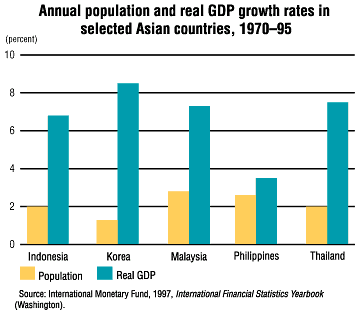 Annual population and real GDP growth rates in
selected Asian countries, 1970–95
(percent)
10
8
6
4
2
0
Indonesia Korea Malaysia Philippines Thailand
Population Real GDP
Source: International Monetary Fund, 1997, International Financial Statistics Yearbook
(Washington).